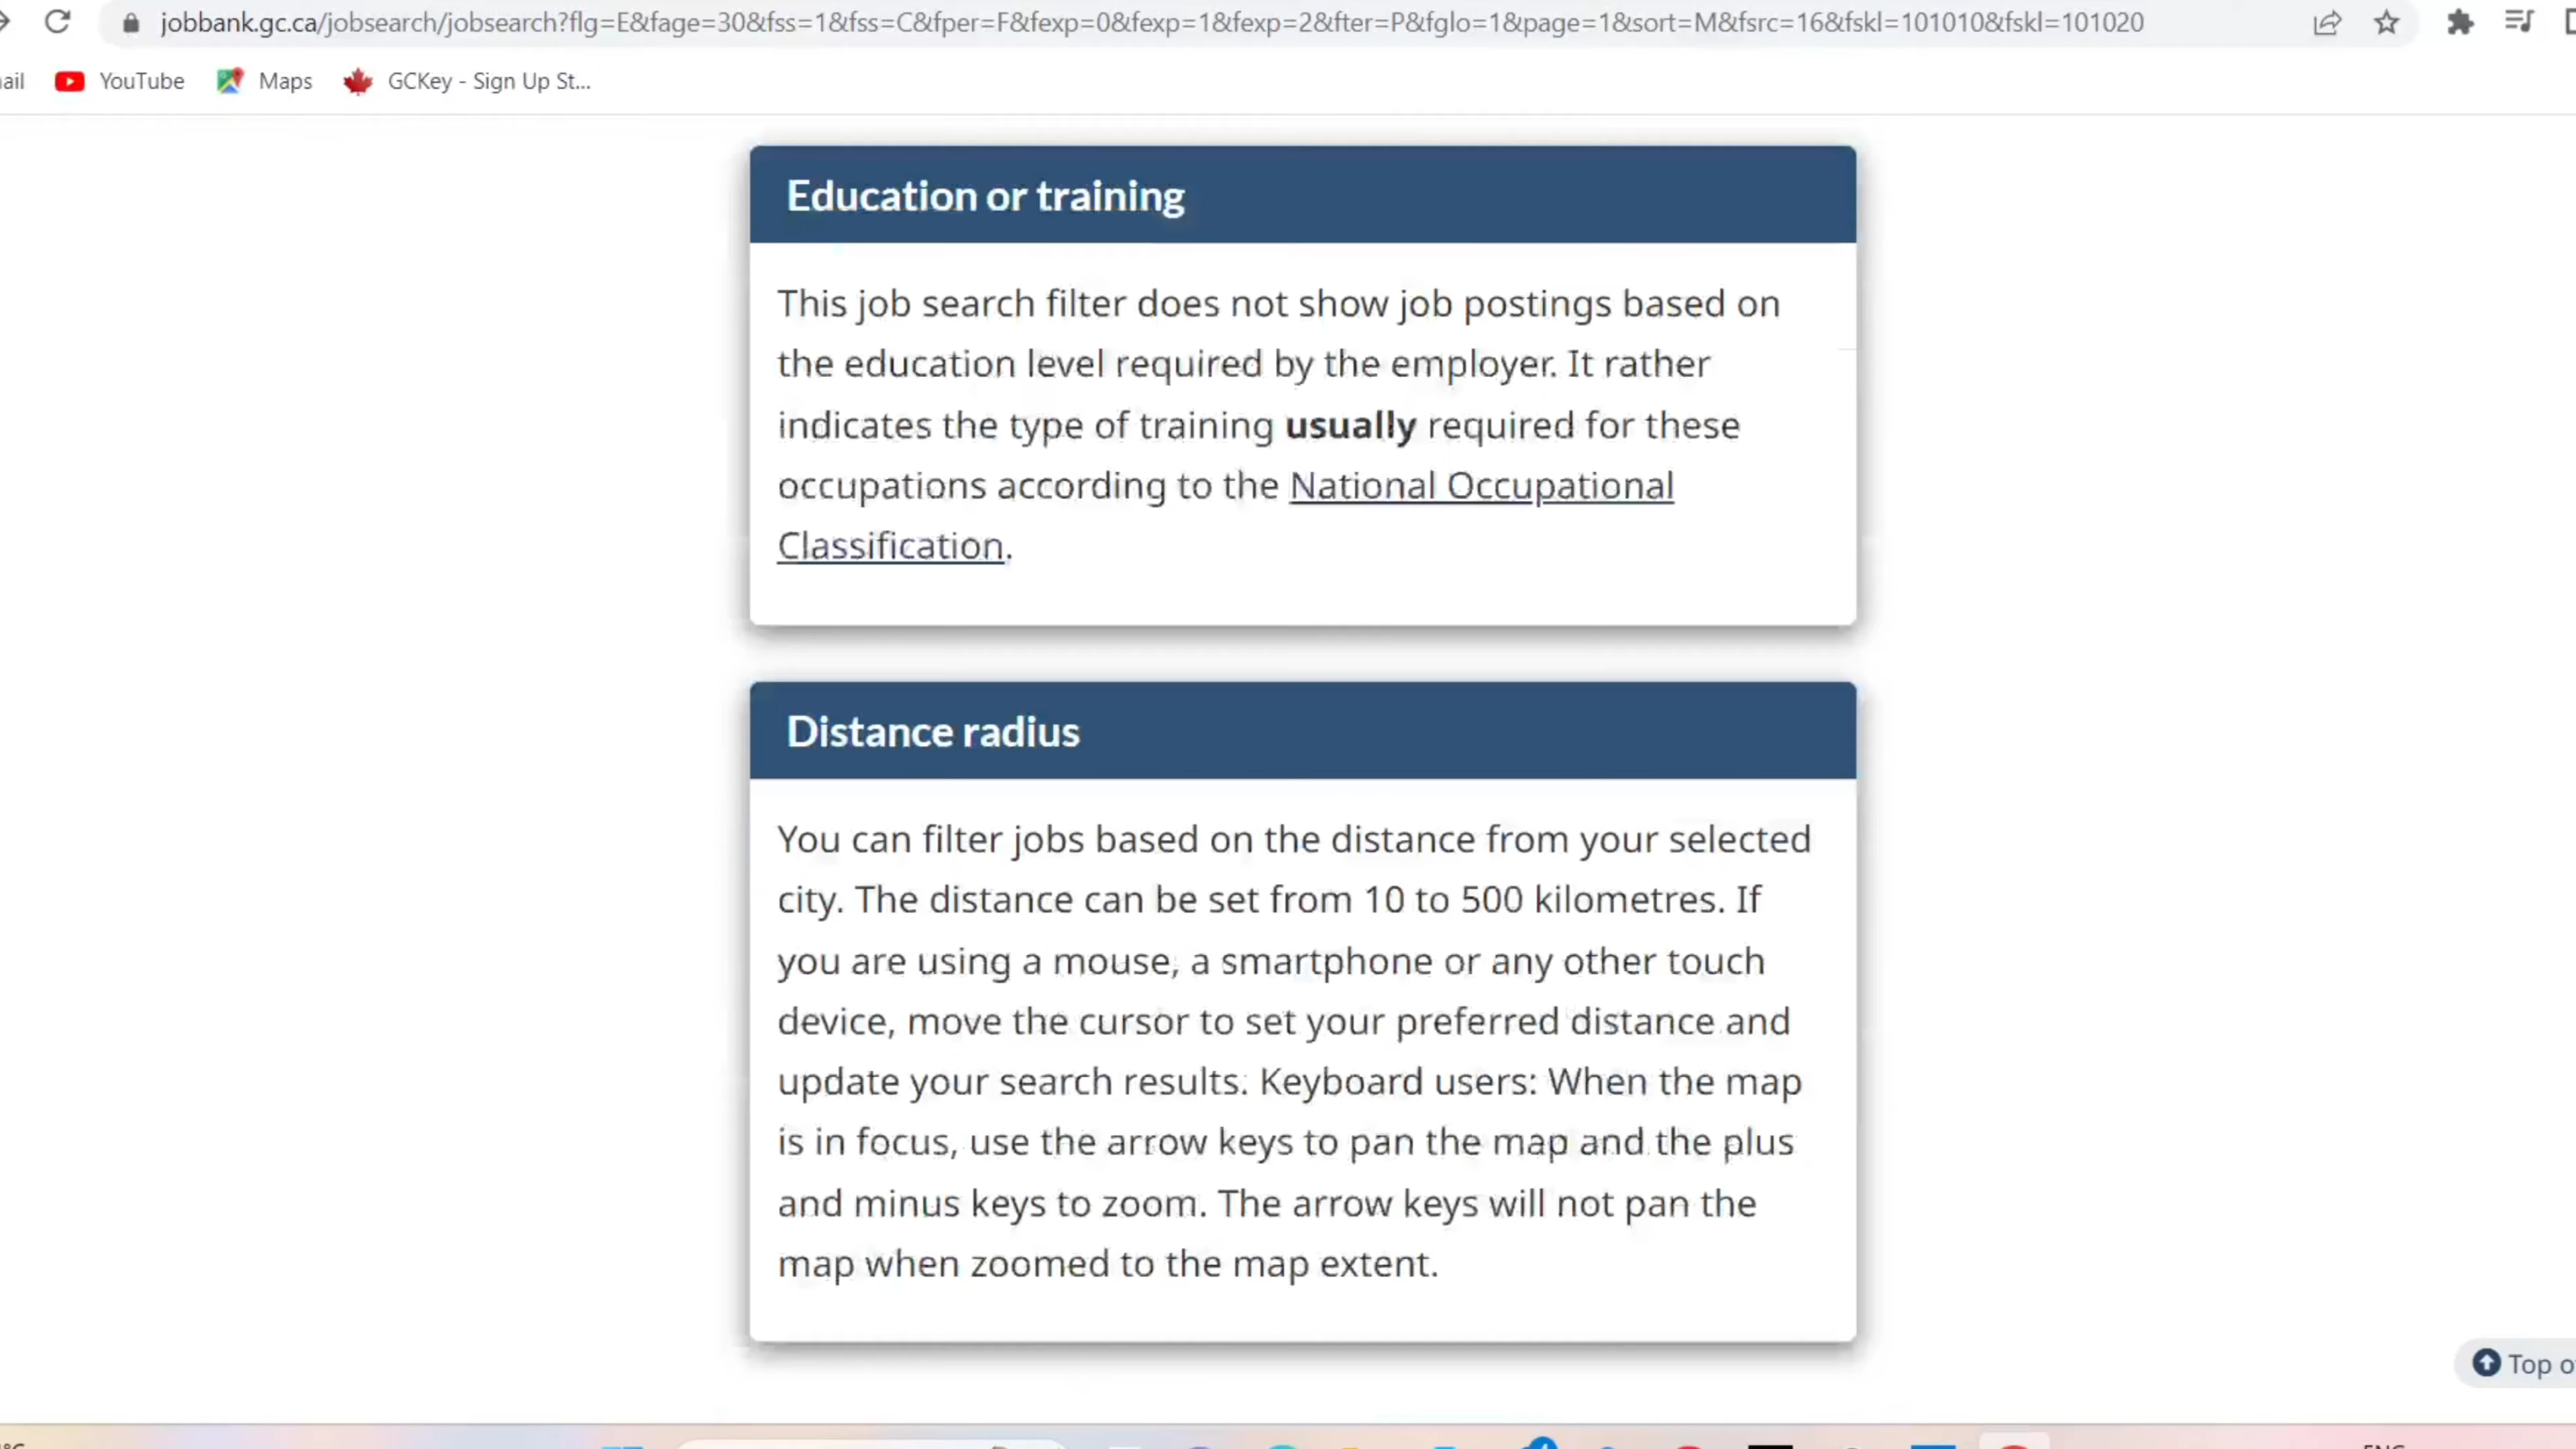 jobbank.gc.ca/jobsearch/jobsearch?flg=E&fage=30&fss=1&fss=C&fper=F&fexp=0&fexp=1&fexp=2&fter=P&fglo=1&page=1&sort=M&fsrc=16&fskl=101010&fskl=101020
ail YouTube Maps GCKey - Sign Up St...
Education or training
This job search filter does not show job postings based on
the education level required by the employer. It rather
indicates the type of training usually required for these
occupations according to the National Occupational
Classification.
Distance radius
You can filter jobs based on the distance from your selected
city. The distance can be set from 10 to 500 kilometres. If
you are using a mouse, a smartphone or any other touch
device, move the cursor to set your preferred distance and
update your search results. Keyboard users: When the map
is in focus, use the arrow keys to pan the map and the plus
and minus keys to zoom. The arrow keys will not pan the
map when zoomed to the map extent.
Top o